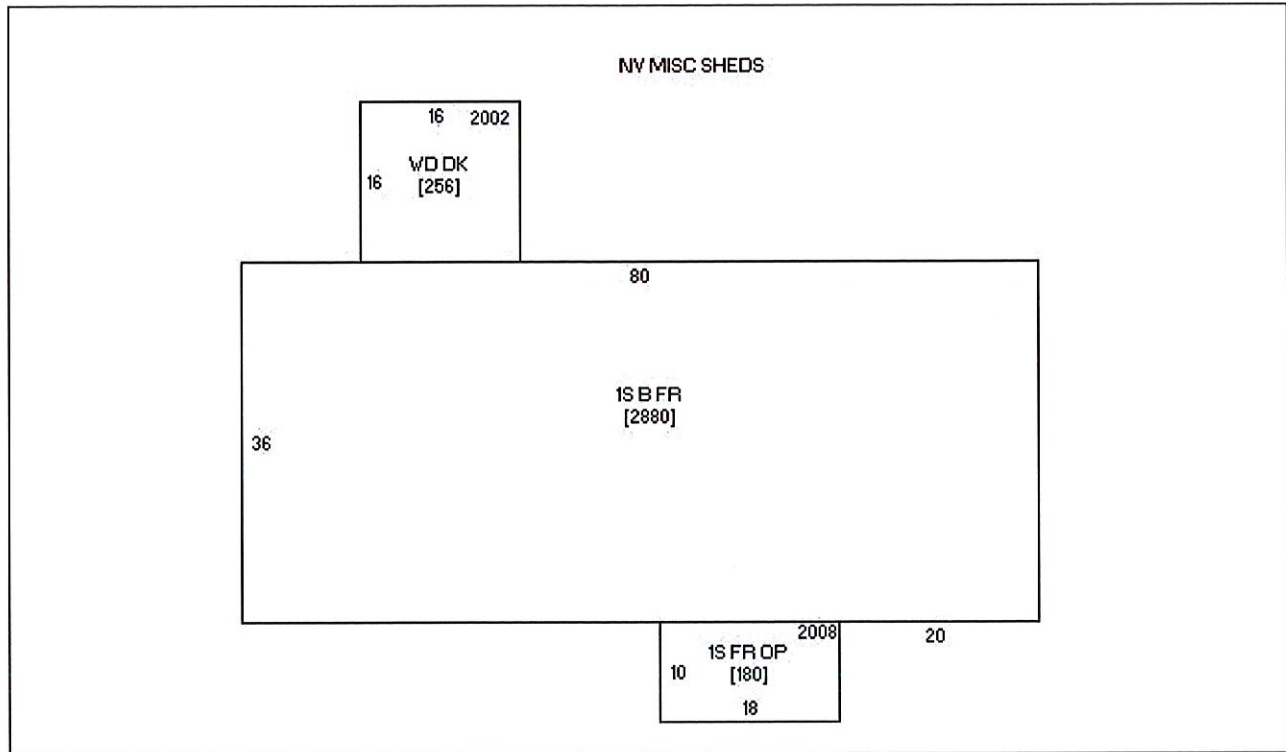 NV MISC SHEDS
16 2002
WD DK
16
[256]
80
1S B FR
[2880]
36
2008
20
1S FR OP
10
[180]
18